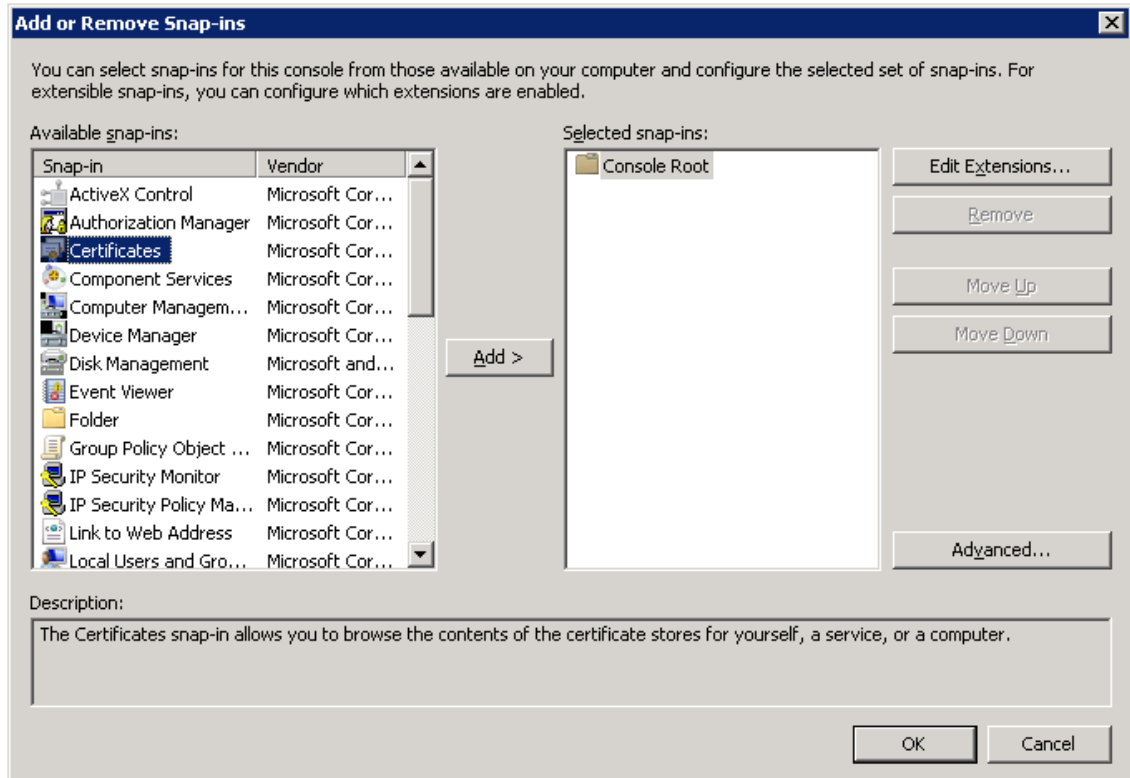 Add or Remove Snap-ins
You can select snap-ins for this console from those available on your computer and configure the selected set of snap-ins. For
extensible snap-ins, you can configure which extensions are enabled.
Available snap-ins:
Snap-in Vendor
ActiveX Control Microsoft Cor...
Authorization Manager Microsoft Cor...
Certificates Microsoft Cor...
Component Services Microsoft Cor...
Computer Managem... Microsoft Cor...
Device Manager Microsoft Cor...
Disk Management Microsoft and...
Event Viewer Microsoft Cor...
Folder Microsoft Cor...
Group Policy Object ... Microsoft Cor...
IP Security Monitor Microsoft Cor...
IP Security Policy Ma... Microsoft Cor...
Link to Web Address Microsoft Cor...
Local Users and Gro... Microsoft Cor...
Add >
Selected snap-ins:
Console Root
Edit Extensions...
Remove
Move Up
Move Down
Advanced...
Description:
The Certificates snap-in allows you to browse the contents of the certificate stores for yourself, a service, or a computer.
OK
Cancel